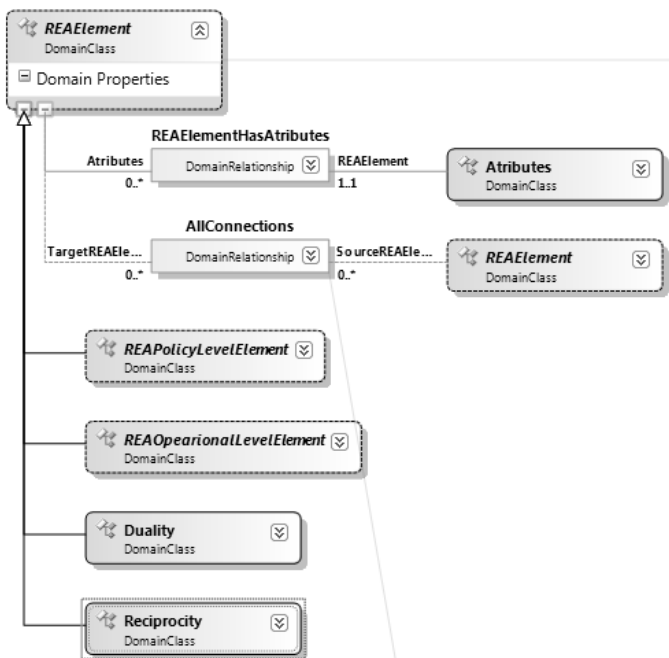 REAElement
DomainClass
Domain Properties
REAElementHasAtributes
Atributes
DomainRelationship
REAElement
0..*
1..1
Atributes
DomainClass
AllConnections
TargetREAEle...
DomainRelationship
SourceREAEle...
0..*
0..*
REAElement
DomainClass
REAPolicyLevelElement
DomainClass
REAOpearionalLevelElement
DomainClass
Duality
DomainClass
Reciprocity
DomainClass